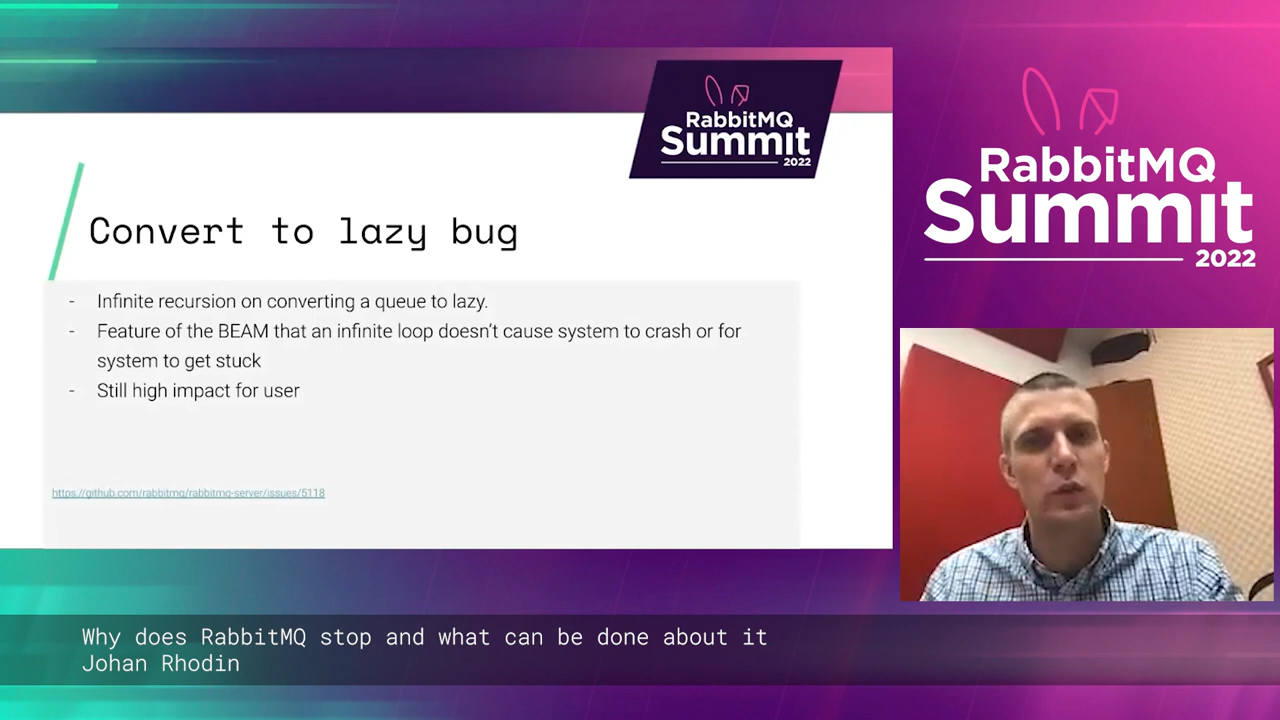 RabbitMQ
Summit
2022
RabbitMQ
Summit
2022
Convert to lazy bug
- Infinite recursion on converting a queue to lazy.
- Feature of the BEAM that an infinite loop doesn't cause system to crash or for
system to get stuck
- Still high impact for user
https://github.com/rabbitmq/rabbitmq-server/issues/5118
Why does RabbitMQ stop and what can be done about it
Johan Rhodin